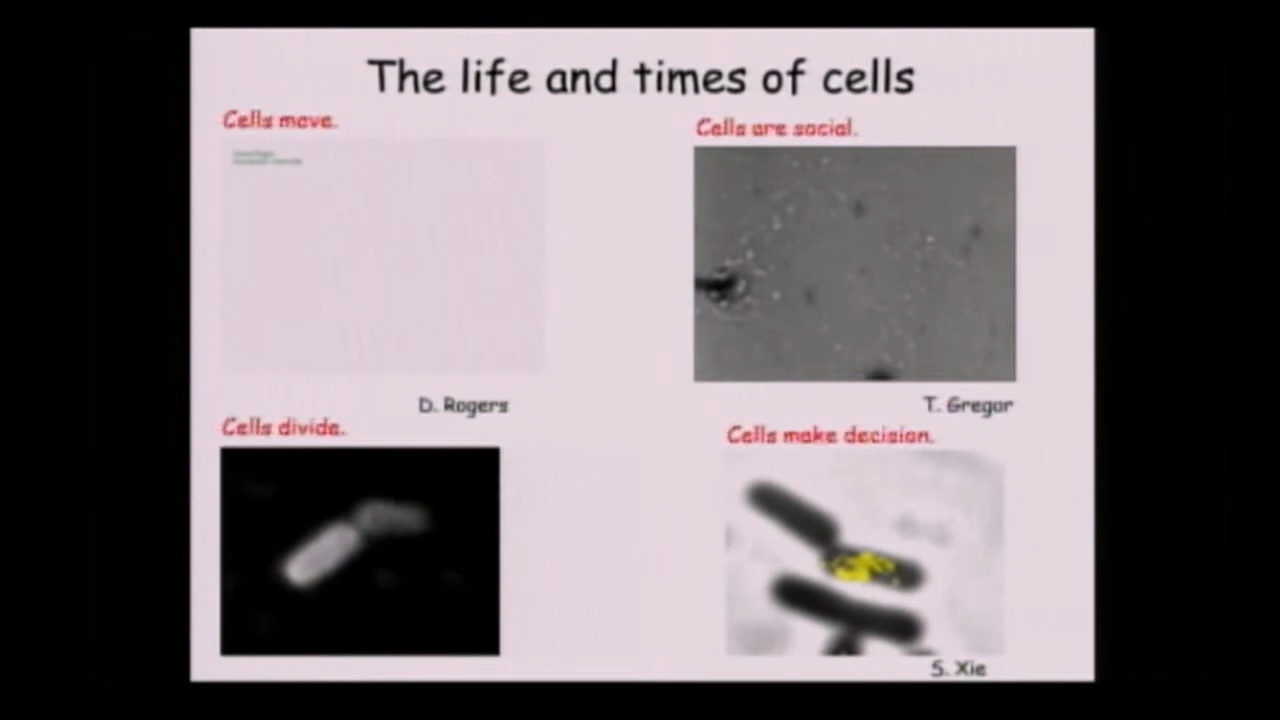 The life and times of cells
Cells move.
Cells are social.
D. Rogers
T. Gregor
Cells divide.
Cells make decision.
S. Xie